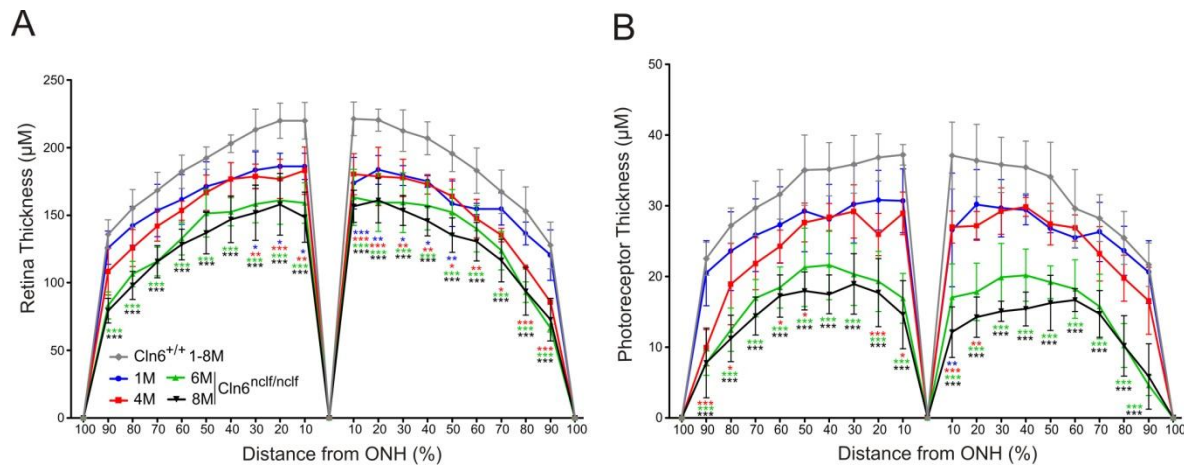 A
B
Retina Thickness (µM)
250
200
150
100
50
0
Cln6+/+ 1-8M
1M
6M
4M
8M
Cln6nclf/nclf
100 90 80 70 60 50 40 30 20 10 10 20 30 40 50 60 70 80 90 100
Distance from ONH (%)
Photoreceptor Thickness (µM)
50
40
30
20
10
0
100 90 80 70 60 50 40 30 20 10 10 20 30 40 50 60 70 80 90 100
Distance from ONH (%)